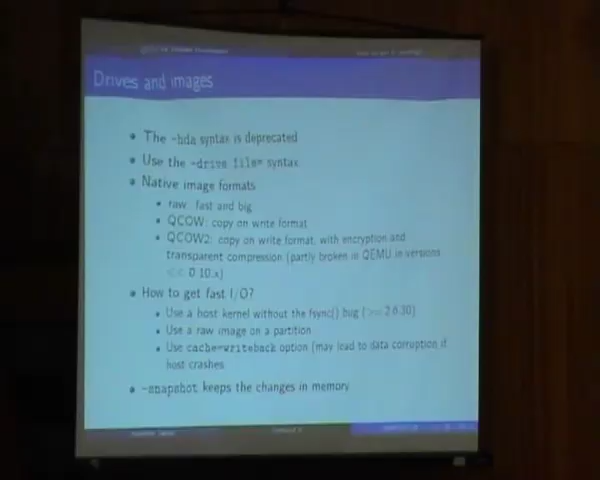 Drives and images
• The -hda syntax is deprecated
• Use the -drive file= syntax
• Native image formats
• raw: fast and big
• QCOW: copy on write format
• QCOW2: copy on write format, with encryption and
transparent compression (partly broken in QEMU in versions
<= 0.10.x)
• How to get fast I/O?
• Use a host kernel without the fsync() bug (>= 2.6.30)
• Use a raw image on a partition
• Use cache=writeback option (may lead to data corruption if
host crashes
• -snapshot keeps the changes in memory